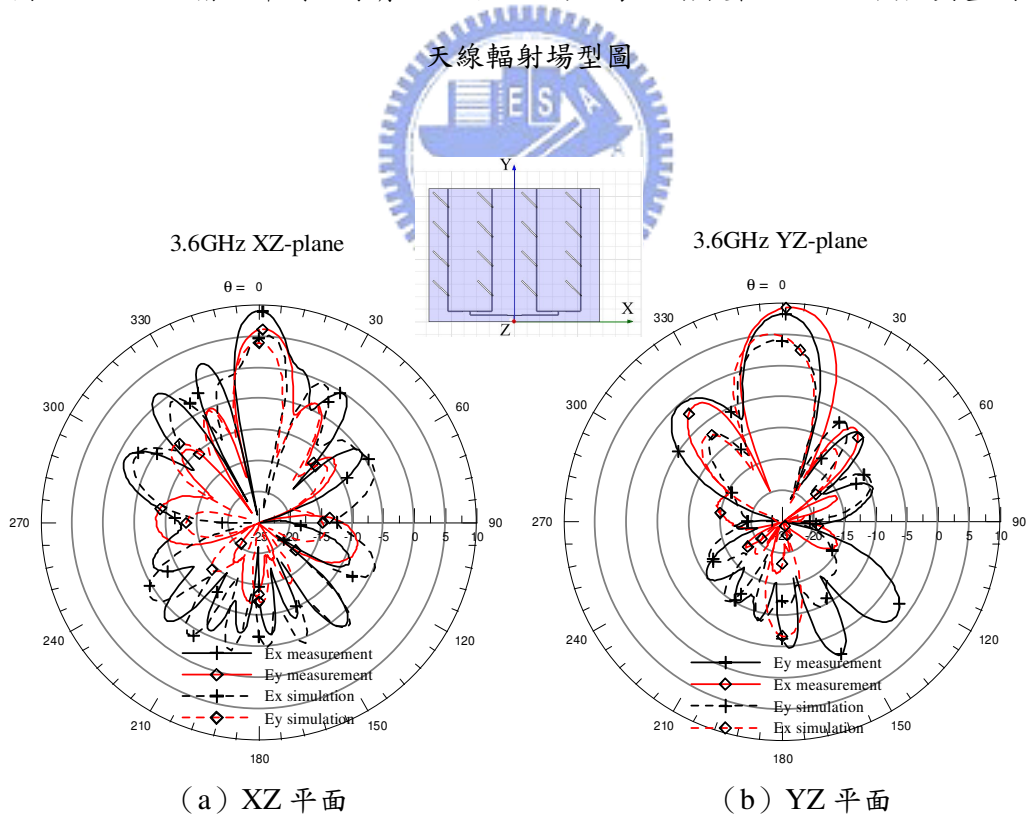 天線輻射場型圖
ESA
Y
X
Z
3.6GHz XZ-plane
3.6GHz YZ-plane
θ = 0
30
60
90
120
150
180
210
240
270
300
330
-25 -20 -15 -10 -5 0 5 10
Ex measurement
Ey measurement
Ex simulation
Ey simulation
θ = 0
30
60
90
120
150
180
210
240
270
300
330
-25 -20 -15 -10 -5 0 5 10
Ey measurement
Ex measurement
Ey simulation
Ex simulation
（a）XZ 平面
（b）YZ 平面